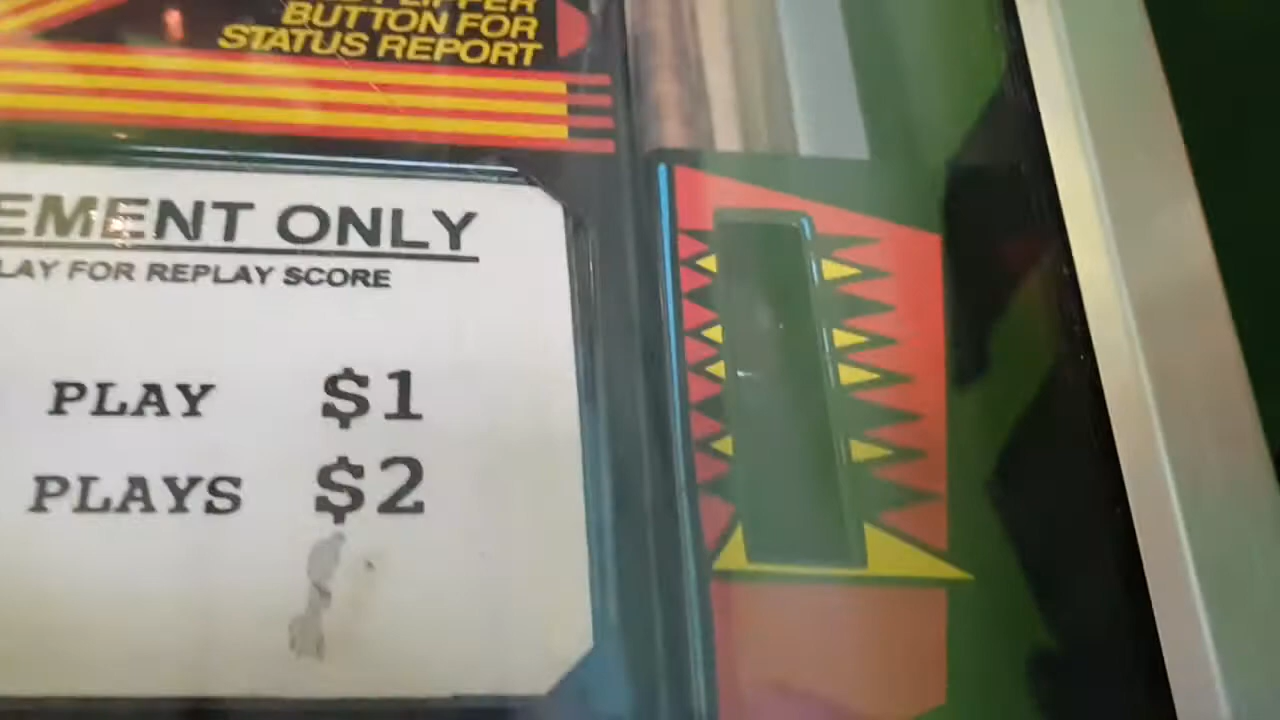 BUTTON FOR
STATUS REPORT
EMENT ONLY
LAY FOR REPLAY SCORE
PLAY $1
PLAYS $2